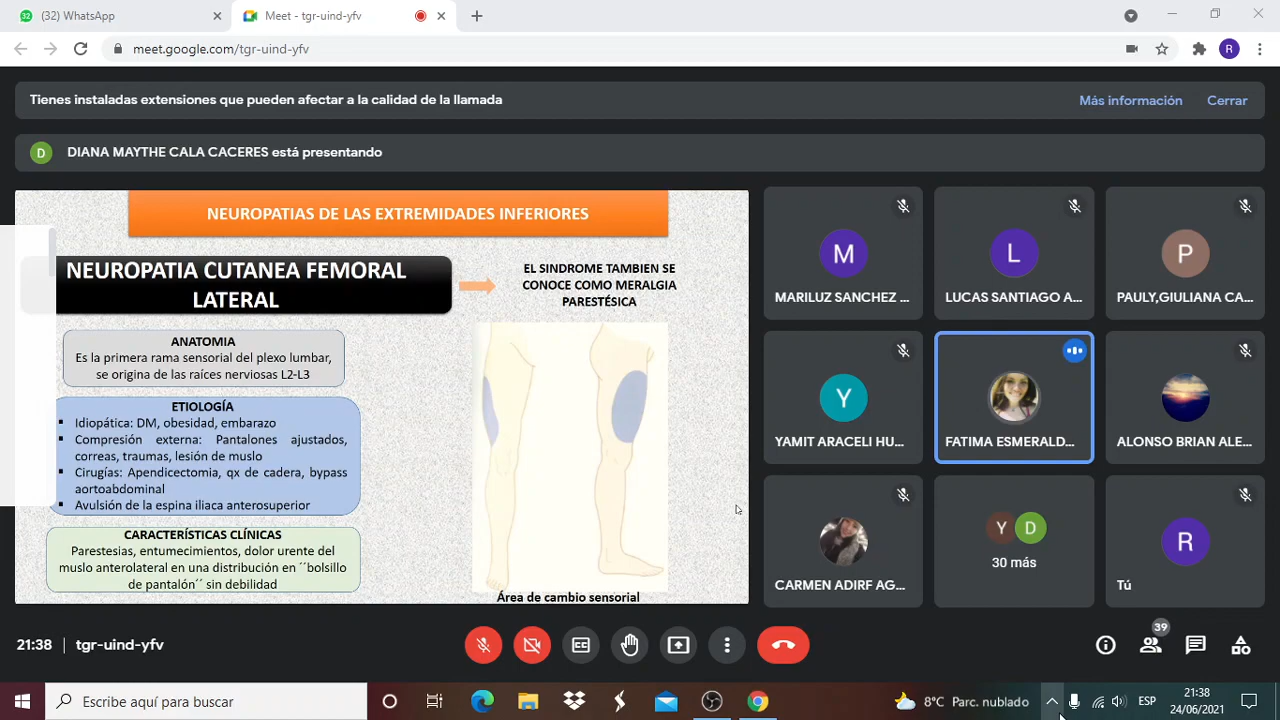 (32) WhatsApp
Meet - tgr-uind-yfv
meet.google.com/tgr-uind-yfv
R
Tienes instaladas extensiones que pueden afectar a la calidad de la llamada
Más información
Cerrar
D
DIANA MAYTHE CALA CACERES está presentando
NEUROPATIAS DE LAS EXTREMIDADES INFERIORES
NEUROPATIA CUTANEA FEMORAL
LATERAL
EL SINDROME TAMBIEN SE
CONOCE COMO MERALGIA
PARESTÉSICA
ANATOMIA
Es la primera rama sensorial del plexo lumbar,
se origina de las raíces nerviosas L2-L3
ETIOLOGÍA
▪ Idiopática: DM, obesidad, embarazo
▪ Compresión externa: Pantalones ajustados,
correas, traumas, lesión de muslo
▪ Cirugías: Apendicectomia, qx de cadera, bypass
aortoabdominal
▪ Avulsión de la espina iliaca anterosuperior
CARACTERÍSTICAS CLÍNICAS
Parestesias, entumecimientos, dolor urente del
muslo anterolateral en una distribución en ´´bolsillo
de pantalón´´ sin debilidad
Área de cambio sensorial
M
MARILUZ SANCHEZ ...
L
LUCAS SANTIAGO A...
P
PAULY,GIULIANA CA...
Y
YAMIT ARACELI HU...
FATIMA ESMERALD...
ALONSO BRIAN ALE...
CARMEN ADIRF AG...
Y D
30 más
R
Tú
21:38
tgr-uind-yfv
39
Escribe aquí para buscar
8°C Parc. nublado
ESP
21:38
24/06/2021